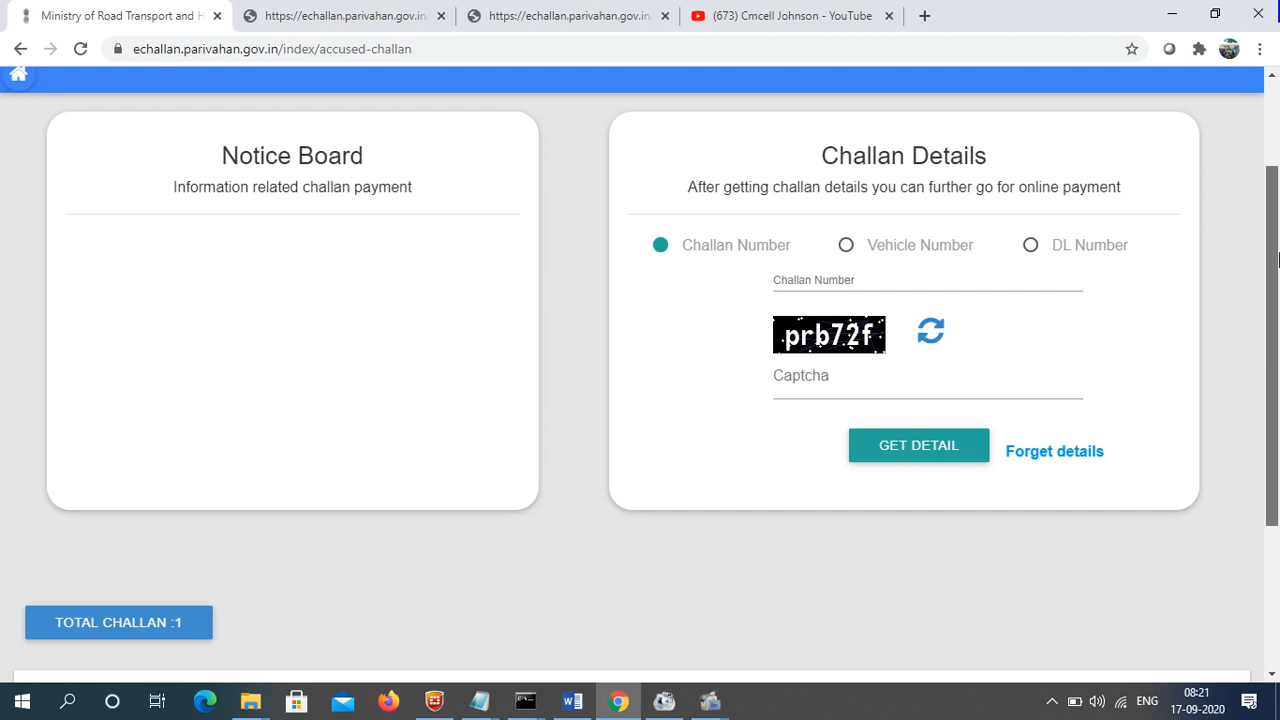 Ministry of Road Transport and H
https://echallan.parivahan.gov.in/
https://echallan.parivahan.gov.in/
(673) Cmcell Johnson - YouTube
echallan.parivahan.gov.in/index/accused-challan
Notice Board
Information related challan payment
Challan Details
After getting challan details you can further go for online payment
Challan Number
Vehicle Number
DL Number
Challan Number
prb72f
Captcha
GET DETAIL
Forget details
TOTAL CHALLAN :1
ENG
08:21
17-09-2020